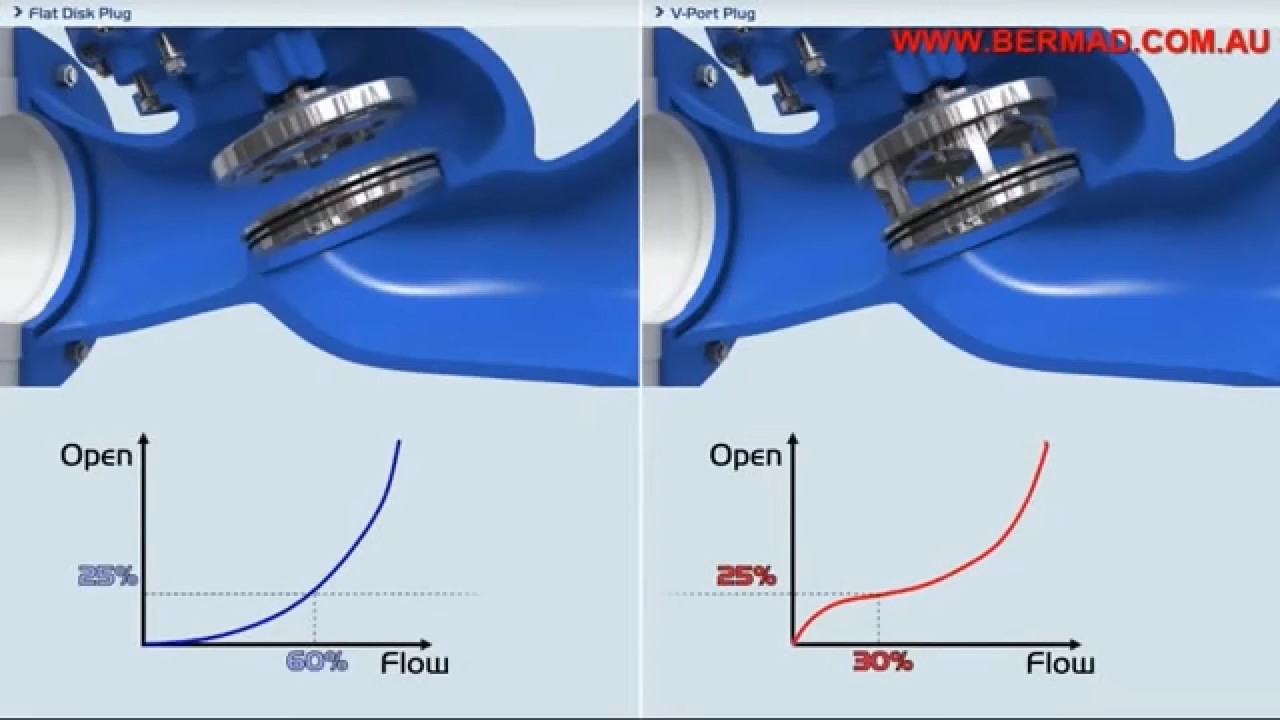 Flat Disk Plug
V-Port Plug
WWW.BERMAD.COM.AU
Open
25%
60%
Flow
Open
25%
30%
Flow